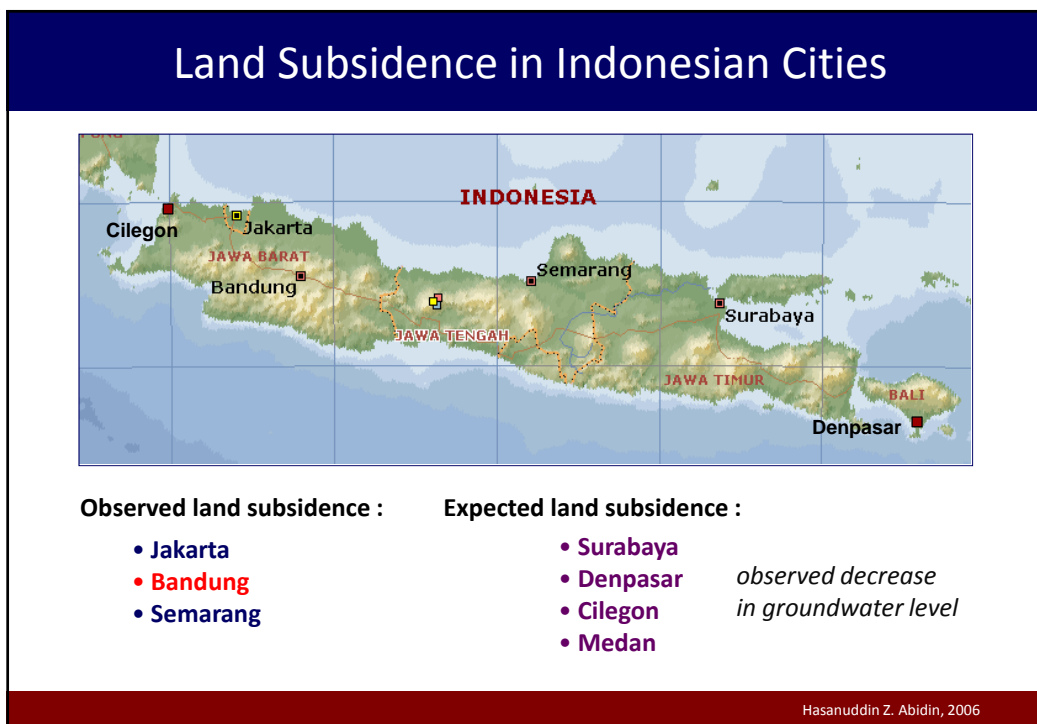 Land Subsidence in Indonesian Cities
INDONESIA
Cilegon
Jakarta
JAWA BARAT
Bandung
Semarang
Surabaya
JAWA TENGAH
JAWA TIMUR
BALI
Denpasar
Observed land subsidence :
• Jakarta
• Bandung
• Semarang
Expected land subsidence :
• Surabaya
• Denpasar
• Cilegon
• Medan
observed decrease
in groundwater level
Hasanuddin Z. Abidin, 2006